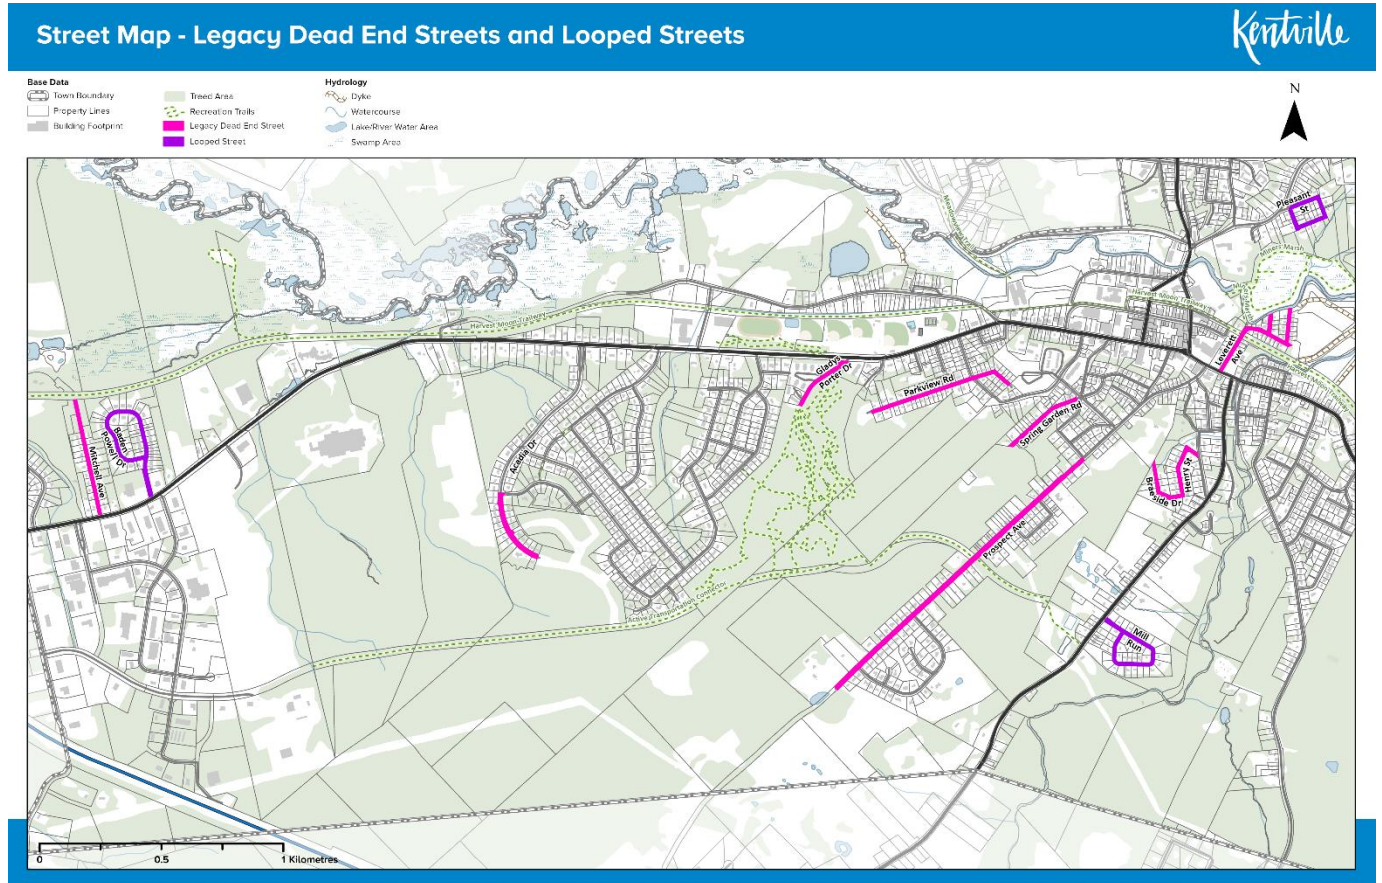 Street Map - Legacy Dead End Streets and Looped Streets
Kentville
Base Data
Town Boundary
Property Lines
Building Footprint
Treed Area
Recreation Trails
Legacy Dead End Street
Looped Street
Hydrology
Dyke
Watercourse
Lake/River Water Area
Swamp Area
N
Pleasant
St
Miners Marsh
Harvest Moon Trailway
Leverett
Ave
Gladys
Porter Dr
Parkview Rd
Spring Garden Rd
Baden
Powell Dr
Mitchell Ave
Acadia Dr
Henry St
Braeside Dr
Prospect Ave
Active Transportation Connector
Mill
Run
0
0.5
1 Kilometres